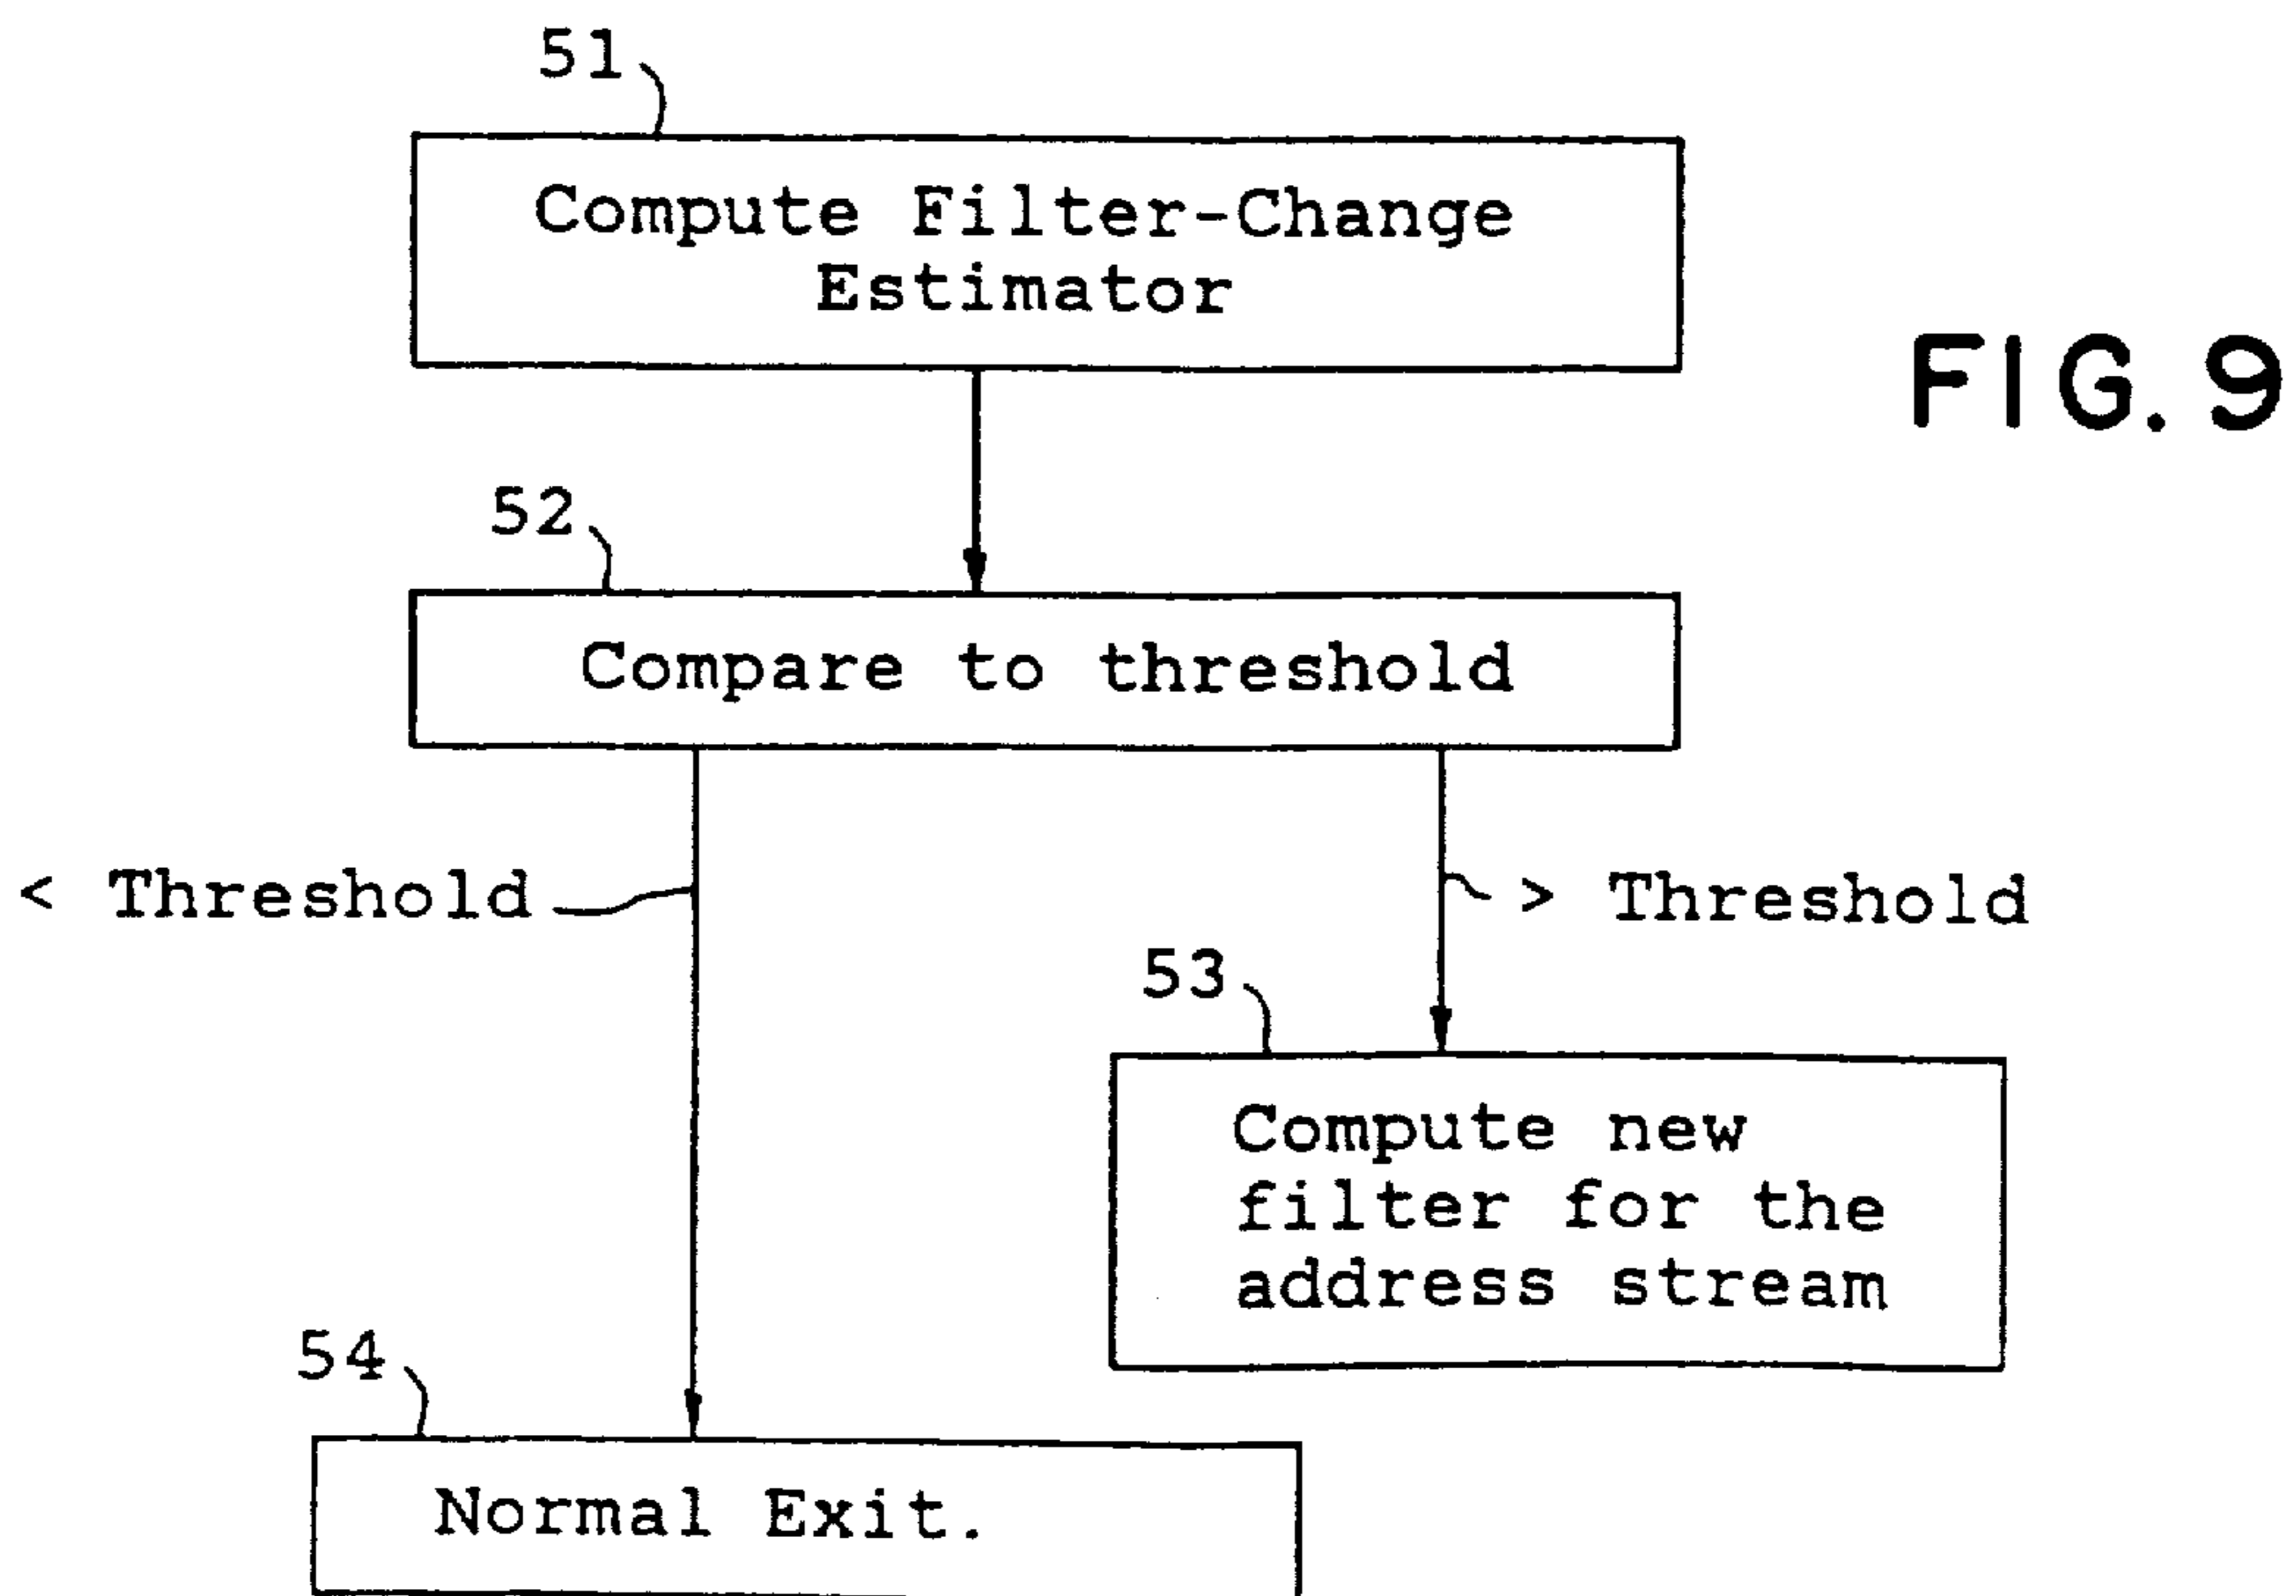 51
Compute Filter-Change
Estimator
FIG. 9
52
Compare to threshold
< Threshold
> Threshold
53
Compute new
filter for the
address stream
54
Normal Exit.